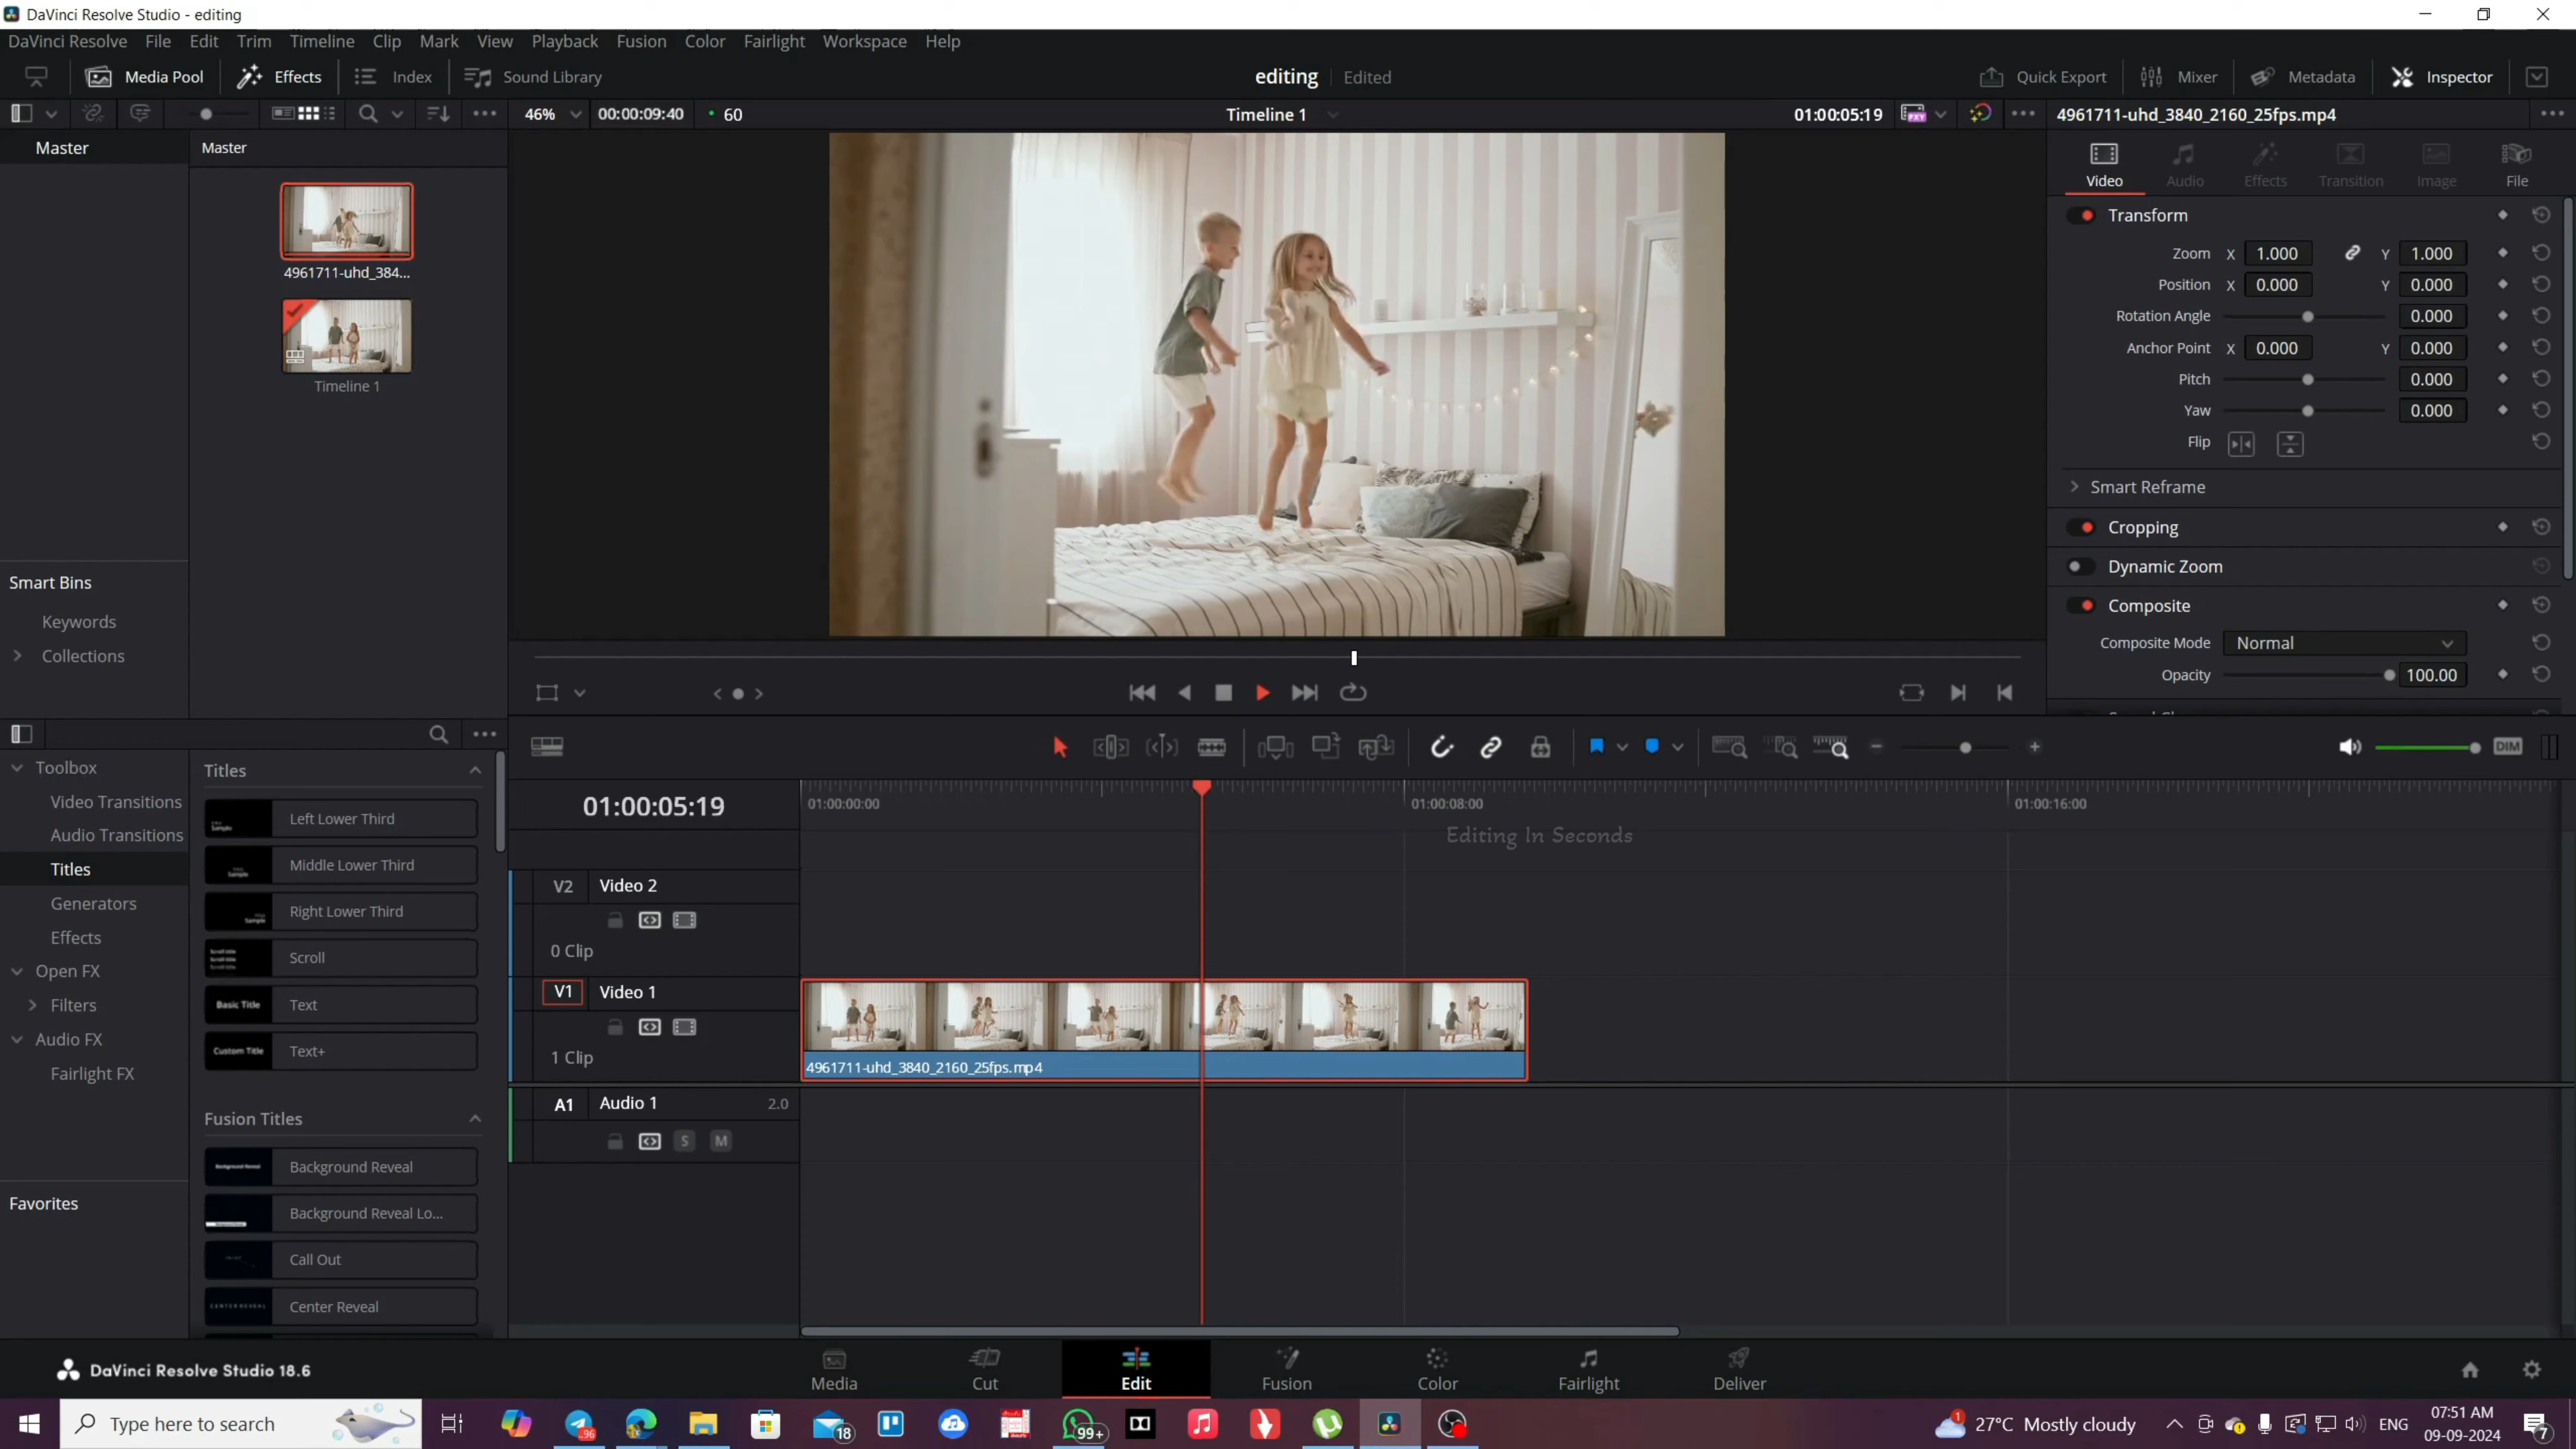 DaVinci Resolve Studio - editing
DaVinci Resolve File Edit Trim Timeline Clip Mark View Playback Fusion Color Fairlight Workspace Help
Media Pool Effects Index Sound Library editing Edited Quick Export Mixer Metadata Inspector
46% 00:00:09:40 60 Timeline 1 01:00:05:19 4961711-uhd_3840_2160_25fps.mp4
Master Master
4961711-uhd_384...
Timeline 1
Smart Bins
Keywords
Collections
Video Audio Effects Transition Image File
Transform
Zoom X 1.000 Y 1.000
Position X 0.000 Y 0.000
Rotation Angle 0.000
Anchor Point X 0.000 Y 0.000
Pitch 0.000
Yaw 0.000
Flip
Smart Reframe
Cropping
Dynamic Zoom
Composite
Composite Mode Normal
Opacity 100.00
DIM
Toolbox
Video Transitions
Audio Transitions
Titles
Generators
Effects
Open FX
Filters
Audio FX
Fairlight FX
Favorites
Titles
Left Lower Third
Middle Lower Third
Right Lower Third
Scroll
Basic Title Text
Custom Title Text+
Fusion Titles
Background Reveal
Background Reveal Lo...
Call Out
Center Reveal
01:00:05:19
01:00:00:00 01:00:08:00 01:00:16:00
Editing In Seconds
V2 Video 2
0 Clip
V1 Video 1
1 Clip
4961711-uhd_3840_2160_25fps.mp4
A1 Audio 1 2.0
S M
DaVinci Resolve Studio 18.6
Media Cut Edit Fusion Color Fairlight Deliver
Type here to search
96 18 99+
1 27°C Mostly cloudy ENG 07:51 AM
09-09-2024 7